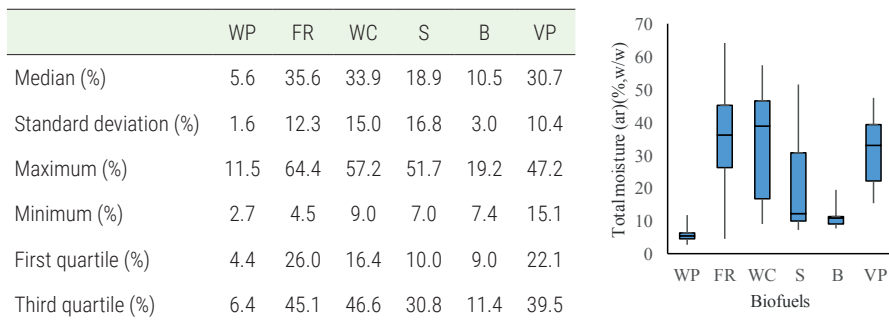 WP FR WC S B VP
Median (%) 5.6 35.6 33.9 18.9 10.5 30.7
Standard deviation (%) 1.6 12.3 15.0 16.8 3.0 10.4
Maximum (%) 11.5 64.4 57.2 51.7 19.2 47.2
Minimum (%) 2.7 4.5 9.0 7.0 7.4 15.1
First quartile (%) 4.4 26.0 16.4 10.0 9.0 22.1
Third quartile (%) 6.4 45.1 46.6 30.8 11.4 39.5
Total moisture (ar)(%,w/w)
70
60
50
40
30
20
10
0
WP FR WC S B VP
Biofuels